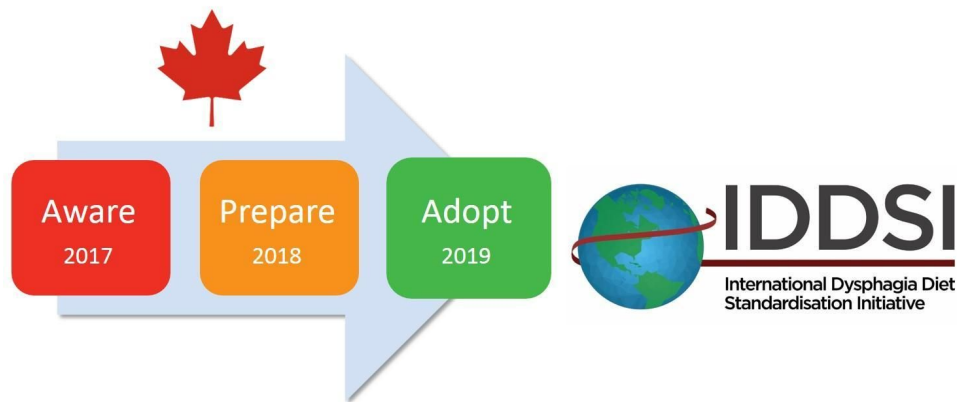 Aware
2017
Prepare
2018
Adopt
2019
IDDSI
International Dysphagia Diet
Standardisation Initiative